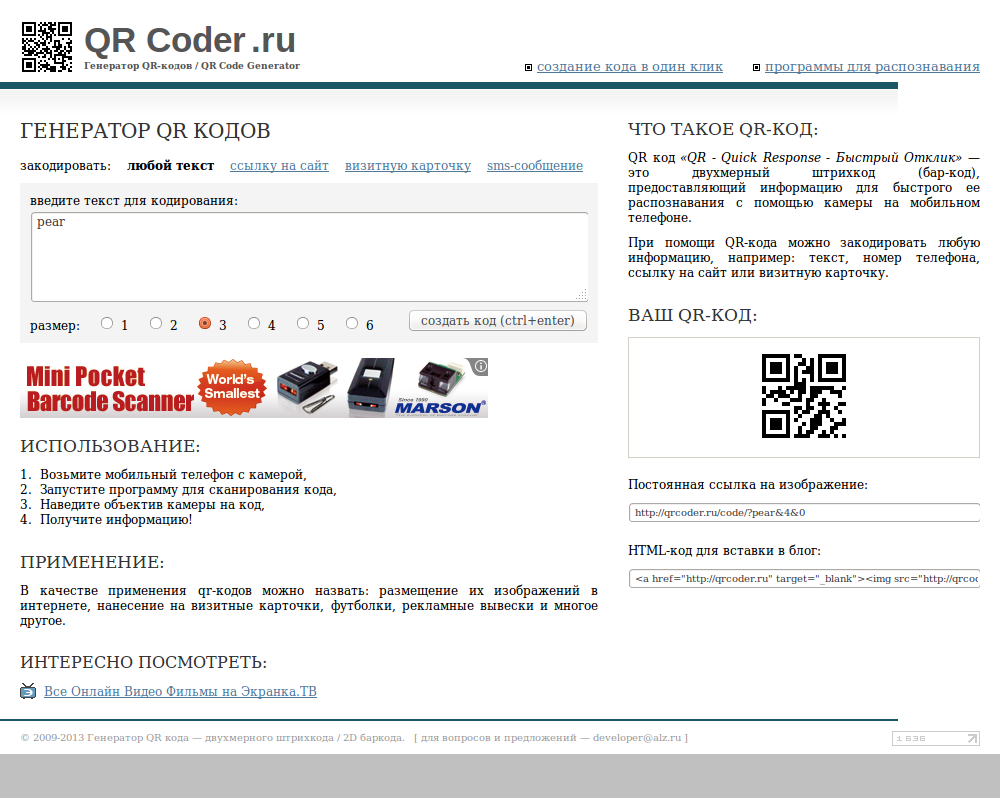 QR Coder.ru
Генератор QR-кодов / QR Code Generator
создание кода в один клик
программы для распознавания
ГЕНЕРАТОР QR КОДОВ
закодировать: любой текст ссылку на сайт визитную карточку sms-сообщение
введите текст для кодирования:
pear
размер: 1 2 3 4 5 6 создать код (ctrl+enter)
Mini Pocket
Barcode Scanner
World's
Smallest
Since 1990
MARSON
ИСПОЛЬЗОВАНИЕ:
1. Возьмите мобильный телефон с камерой,
2. Запустите программу для сканирования кода,
3. Наведите объектив камеры на код,
4. Получите информацию!
ПРИМЕНЕНИЕ:
В качестве применения qr-кодов можно назвать: размещение их изображений в
интернете, нанесение на визитные карточки, футболки, рекламные вывески и многое
другое.
ИНТЕРЕСНО ПОСМОТРЕТЬ:
Все Онлайн Видео Фильмы на Экранка.ТВ
ЧТО ТАКОЕ QR-КОД:
QR код «QR - Quick Response - Быстрый Отклик» —
это двухмерный штрихкод (бар-код),
предоставляющий информацию для быстрого ее
распознавания с помощью камеры на мобильном
телефоне.
При помощи QR-кода можно закодировать любую
информацию, например: текст, номер телефона,
ссылку на сайт или визитную карточку.
ВАШ QR-КОД:
Постоянная ссылка на изображение:
http://qrcoder.ru/code/?pear&4&0
HTML-код для вставки в блог:
<a href="http://qrcoder.ru" target="_blank"><img src="http://qrcod
© 2009-2013 Генератор QR кода — двухмерного штрихкода / 2D баркода. [ для вопросов и предложений — developer@alz.ru ]